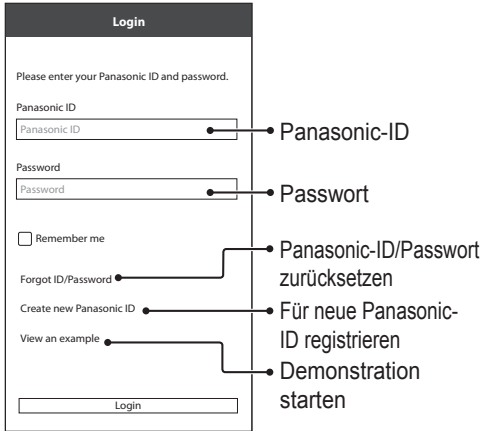 Login
Please enter your Panasonic ID and password.
Panasonic ID
Panasonic ID
Panasonic-ID
Password
Password
Passwort
Remember me
Forgot ID/Password
Panasonic-ID/Passwort
zurücksetzen
Create new Panasonic ID
Für neue Panasonic-
ID registrieren
View an example
Demonstration
starten
Login